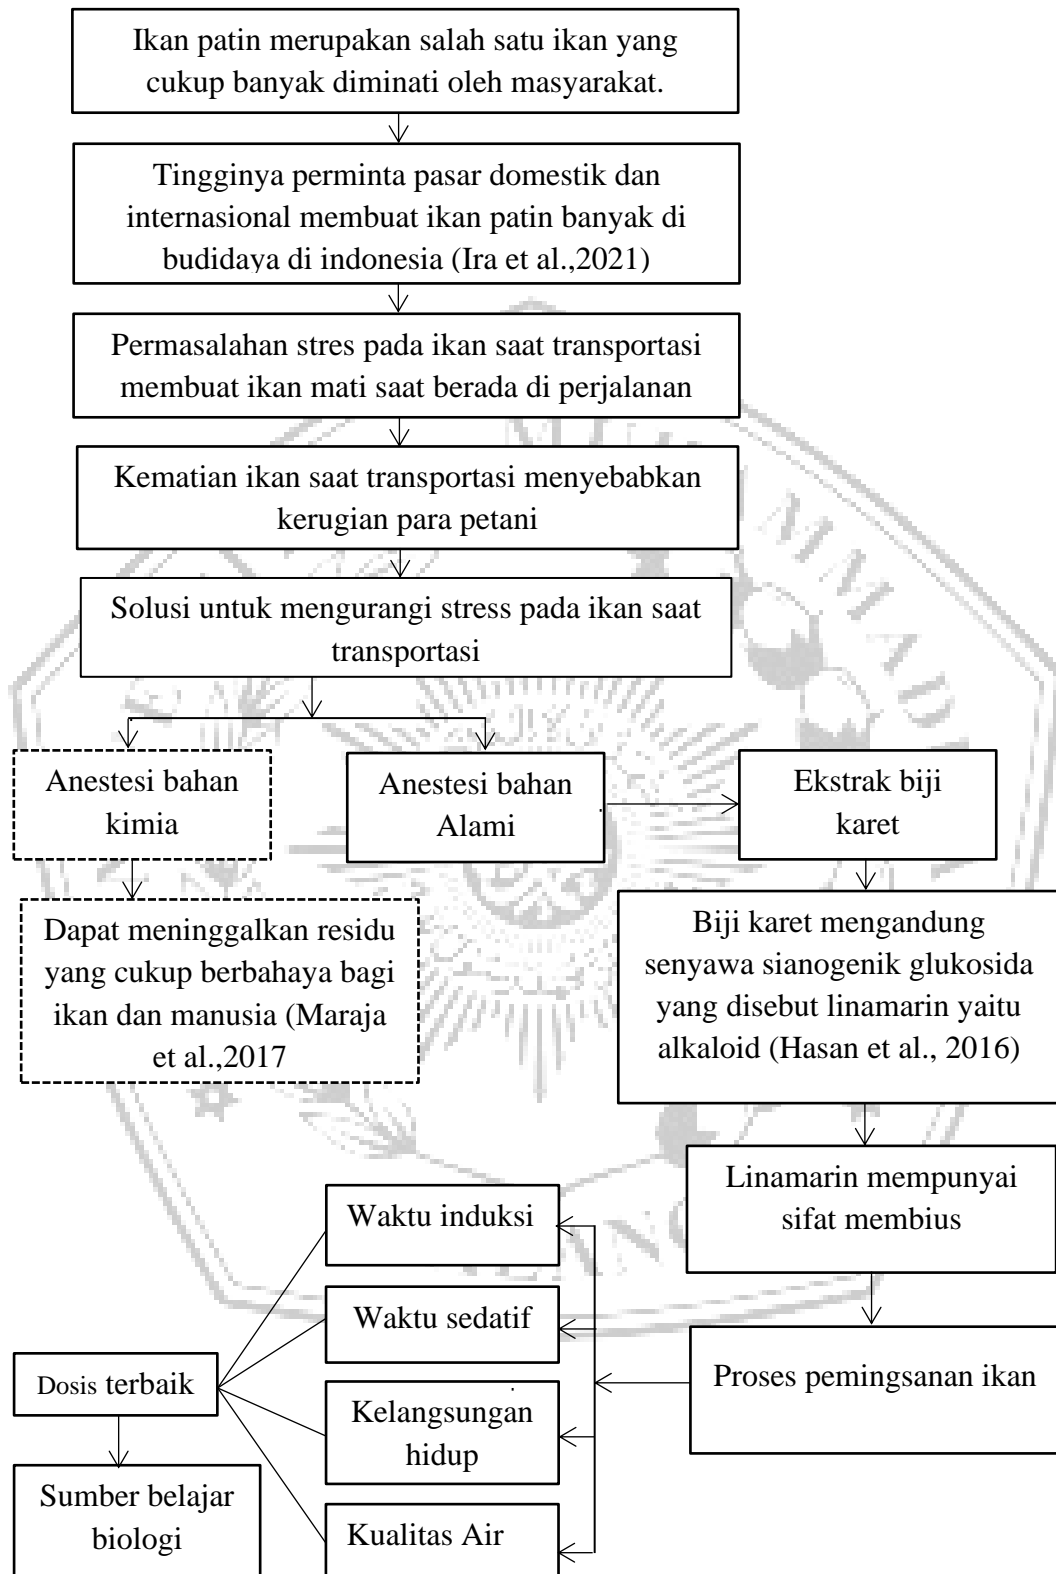 Ikan patin merupakan salah satu ikan yang
cukup banyak diminati oleh masyarakat.
Tingginya perminta pasar domestik dan
internasional membuat ikan patin banyak di
budidaya di indonesia (Ira et al.,2021)
Permasalahan stres pada ikan saat transportasi
membuat ikan mati saat berada di perjalanan
Kematian ikan saat transportasi menyebabkan
kerugian para petani
Solusi untuk mengurangi stress pada ikan saat
transportasi
Anestesi bahan
kimia
Anestesi bahan
Alami
Ekstrak biji
karet
Dapat meninggalkan residu
yang cukup berbahaya bagi
ikan dan manusia (Maraja
et al.,2017
Biji karet mengandung
senyawa sianogenik glukosida
yang disebut linamarin yaitu
alkaloid (Hasan et al., 2016)
Linamarin mempunyai
sifat membius
Proses pemingsanan ikan
Waktu induksi
Waktu sedatif
Kelangsungan
hidup
Kualitas Air
Dosis terbaik
Sumber belajar
biologi